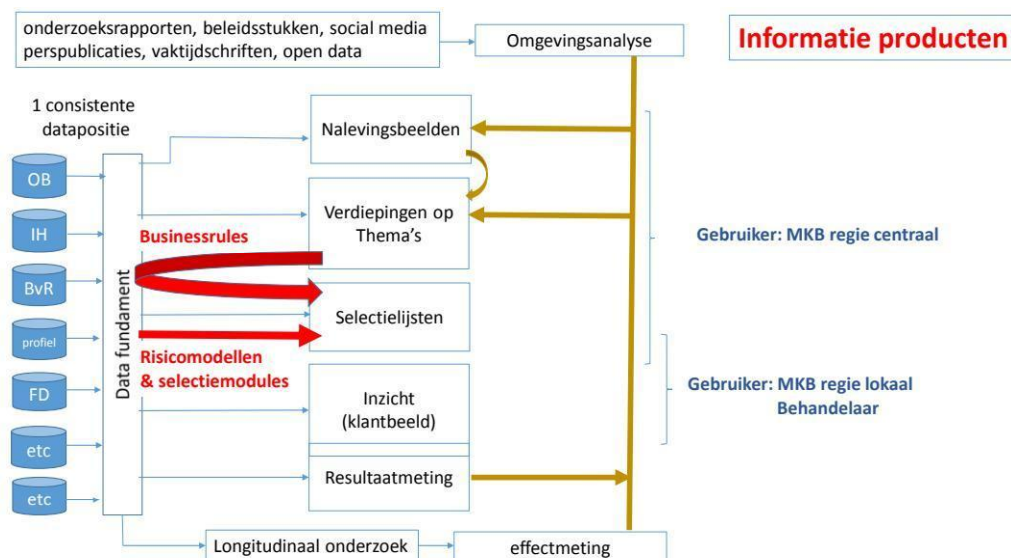 onderzoeksrapporten, beleidsstukken, social media
perspublicaties, vaktijdschriften, open data
Omgevingsanalyse
Informatie producten
1 consistente
datapositie
Nalevingsbeelden
OB
IH
BvR
profiel
FD
etc
etc
Data fundament
Businessrules
Verdiepingen op
Thema's
Gebruiker: MKB regie centraal
Selectielijsten
Risicomodellen
& selectiemodules
Gebruiker: MKB regie lokaal
Behandelaar
Inzicht
(klantbeeld)
Resultaatmeting
Longitudinaal onderzoek
effectmeting